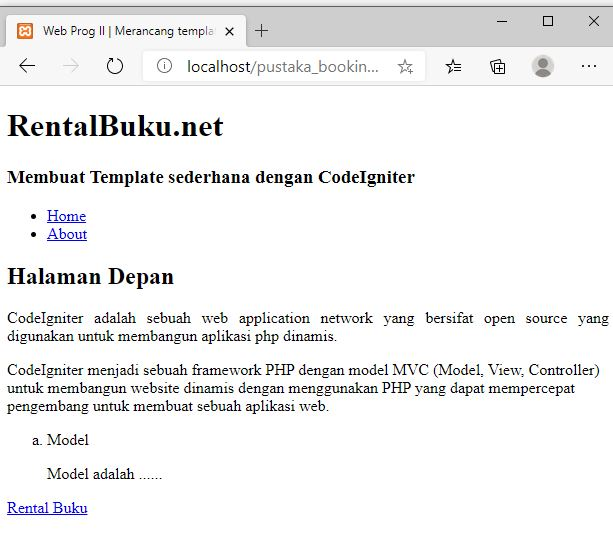 Web Prog II | Merancang templa
localhost/pustaka_bookin...
RentalBuku.net
Membuat Template sederhana dengan CodeIgniter
Home
About
Halaman Depan
CodeIgniter adalah sebuah web application network yang bersifat open source yang
digunakan untuk membangun aplikasi php dinamis.
CodeIgniter menjadi sebuah framework PHP dengan model MVC (Model, View, Controller)
untuk membangun website dinamis dengan menggunakan PHP yang dapat mempercepat
pengembang untuk membuat sebuah aplikasi web.
a. Model
Model adalah ......
Rental Buku